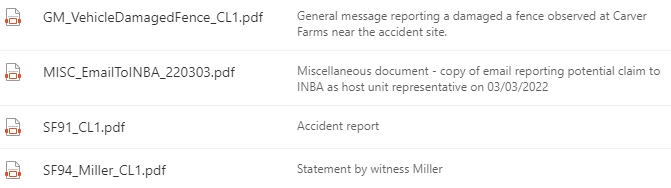 GM_VehicleDamagedFence_CL1.pdf
General message reporting a damaged a fence observed at Carver
Farms near the accident site.
MISC_EmailToINBA_220303.pdf
Miscellaneous document - copy of email reporting potential claim to
INBA as host unit representative on 03/03/2022
SF91_CL1.pdf
Accident report
SF94_Miller_CL1.pdf
Statement by witness Miller